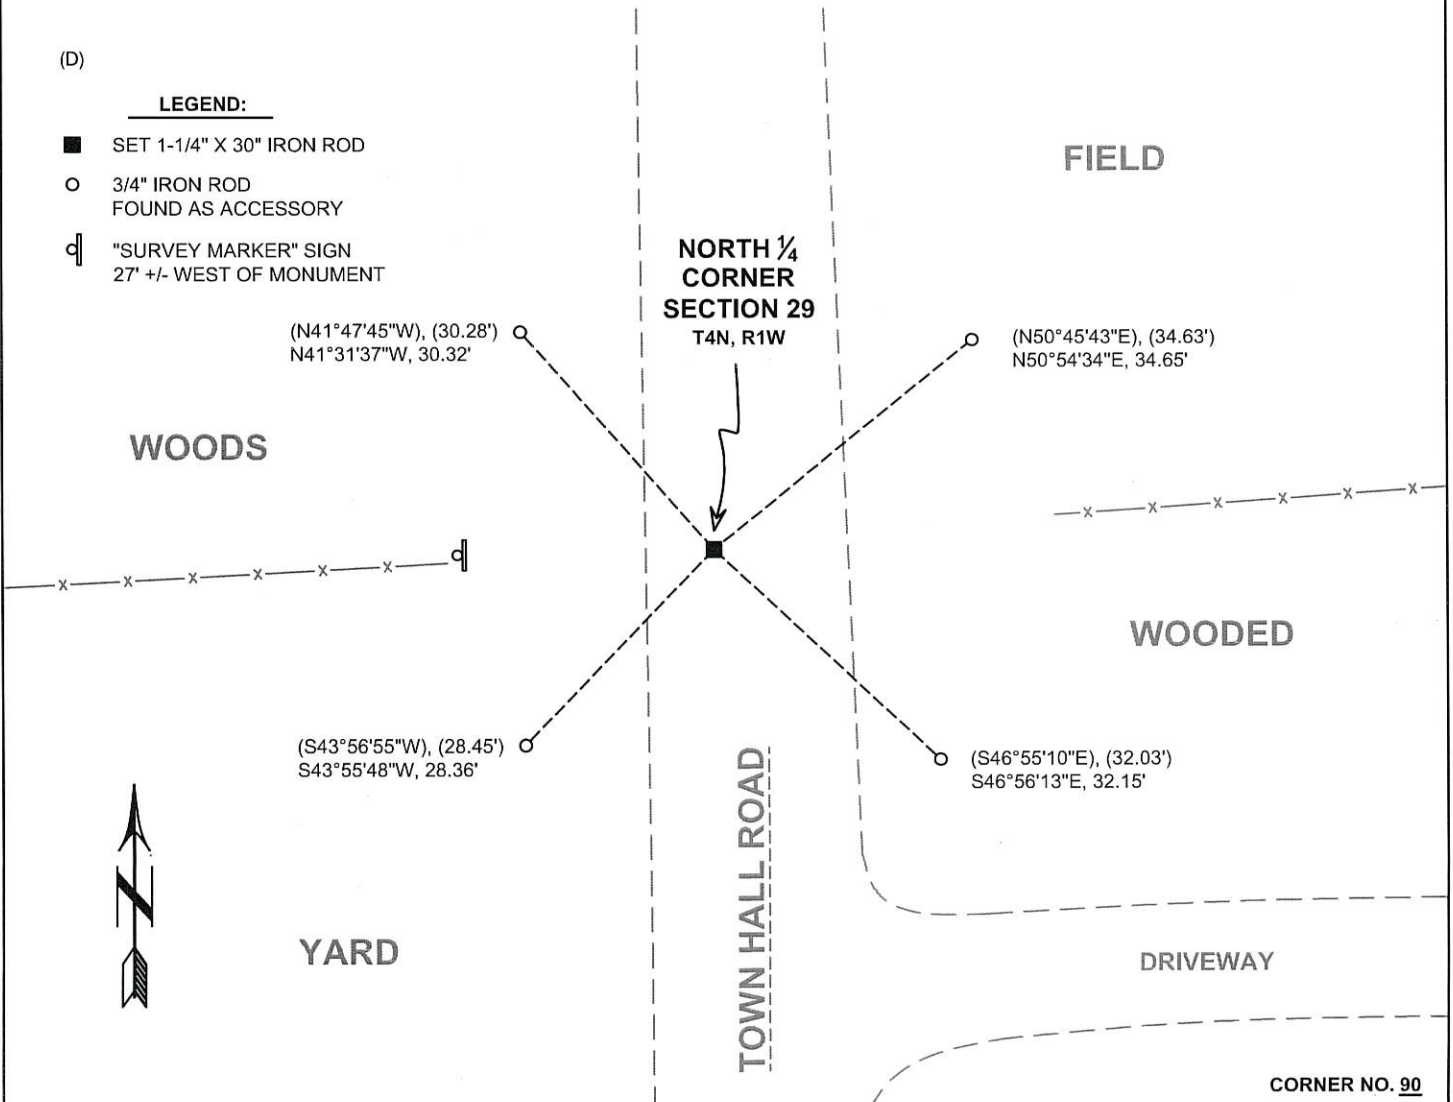 (D)
LEGEND:
SET 1-1/4" X 30" IRON ROD
3/4" IRON ROD
FOUND AS ACCESSORY
"SURVEY MARKER" SIGN
27' +/- WEST OF MONUMENT
FIELD
NORTH 1/4
CORNER
SECTION 29
T4N, R1W
(N41°47'45"W), (30.28')
N41°31'37"W, 30.32'
(N50°45'43"E), (34.63')
N50°54'34"E, 34.65'
WOODS
WOODED
(S43°56'55"W), (28.45')
S43°55'48"W, 28.36'
(S46°55'10"E), (32.03')
S46°56'13"E, 32.15'
N
YARD
TOWN HALL ROAD
DRIVEWAY
CORNER NO. 90